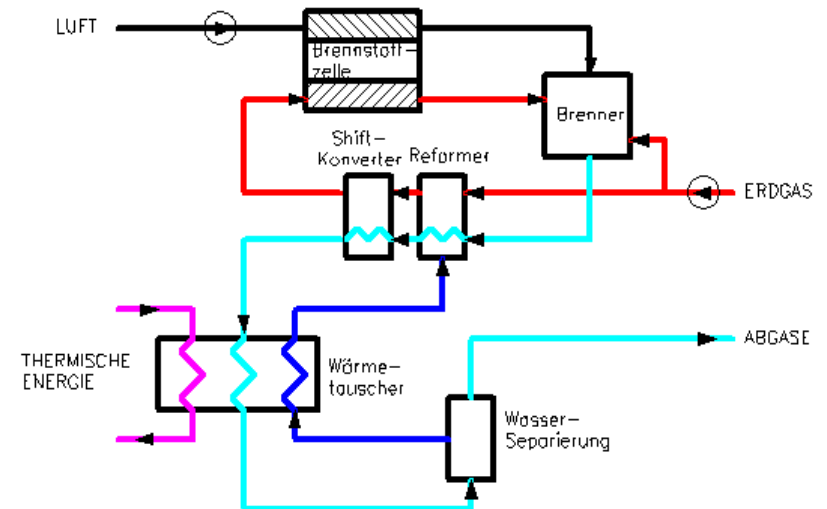 LUFT
Brennstoff-
zelle
Brenner
Shift-
Konverter
Reformer
ERDGAS
ABGASE
THERMISCHE
ENERGIE
Wärme-
tauscher
Wasser-
Separierung